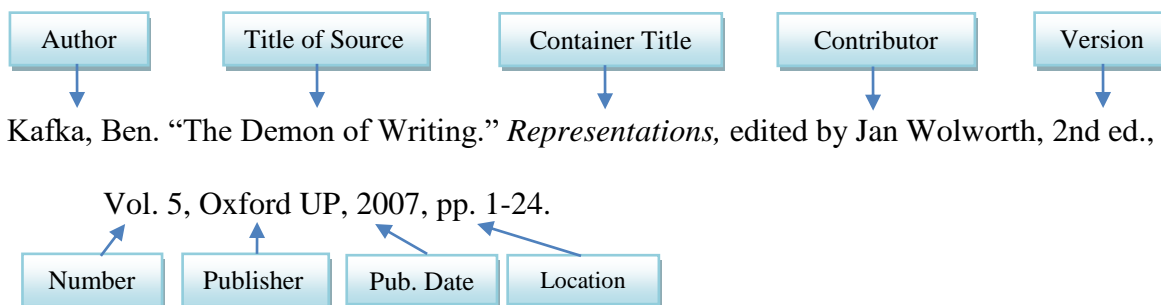 Author Title of Source Container Title Contributor Version
Kafka, Ben. “The Demon of Writing.” Representations, edited by Jan Wolworth, 2nd ed.,
Vol. 5, Oxford UP, 2007, pp. 1-24.
Number Publisher Pub. Date Location